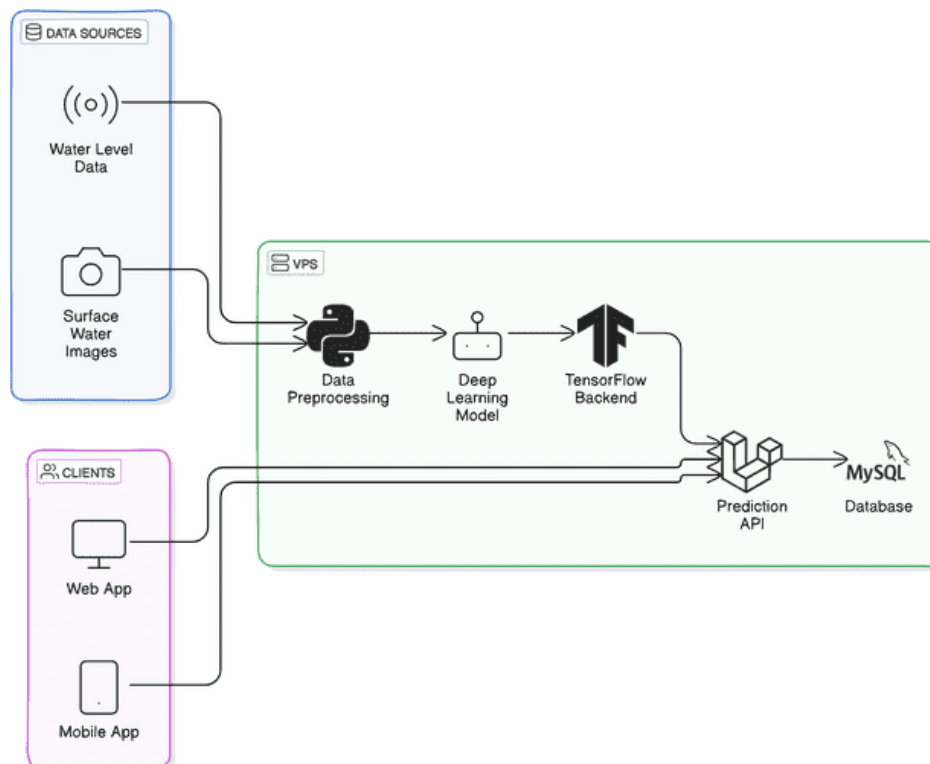 DATA SOURCES
Water Level
Data
Surface
Water
Images
VPS
Data
Preprocessing
Deep
Learning
Model
TensorFlow
Backend
Prediction
API
MySQL
Database
CLIENTS
Web App
Mobile App